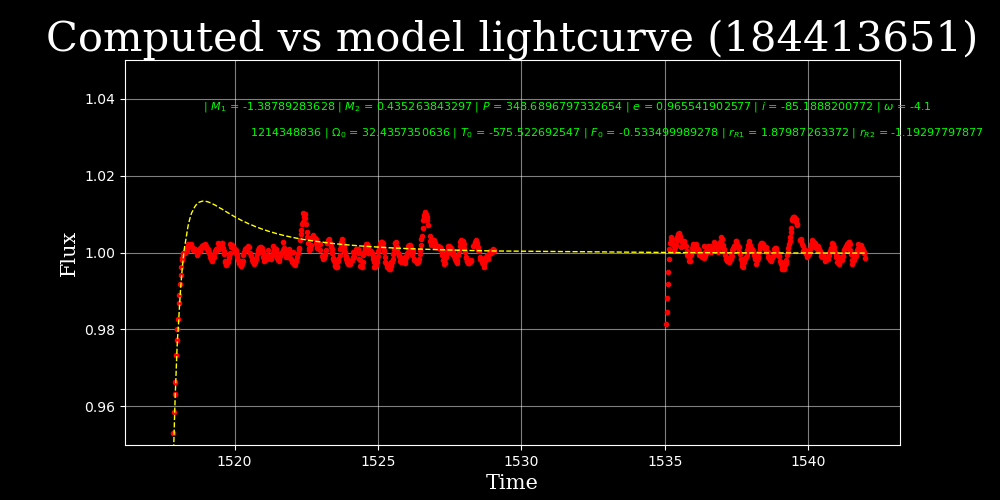 Computed vs model lightcurve (184413651)
| M₁ = -1.38789283628 | M₂ = 0.435263843297 | P = 348.6896797332654 | e = 0.965541902577 | i = -85.1888200772 | ω = -4.1
1214348836 | Ω₀ = 32.4357350636 | T₀ = -575.522692547 | F₀ = -0.533499989278 | r_R1 = 1.87987263372 | r_R2 = -1.19297797877
1.04
1.02
1.00
0.98
0.96
Flux
1520 1525 1530 1535 1540
Time